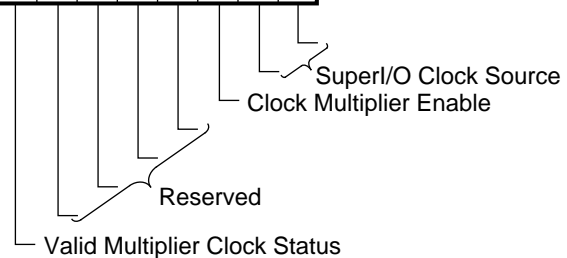 SuperI/O Clock Source
Clock Multiplier Enable
Reserved
Valid Multiplier Clock Status